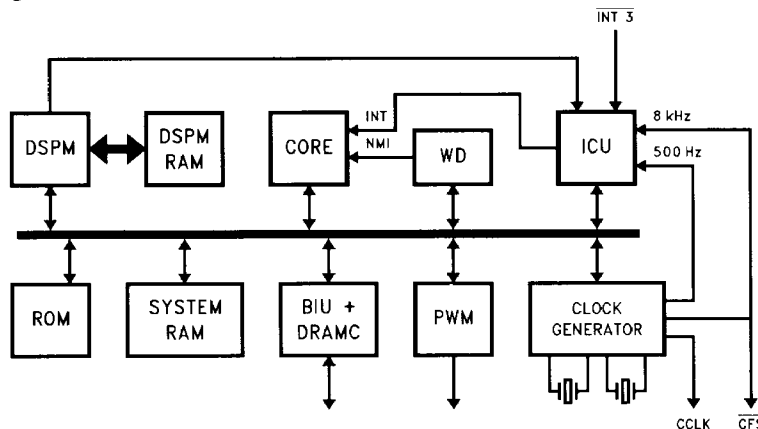 INT 3
INT
8 kHz
DSPM
DSPM
RAM
CORE
NMI
WD
ICU
500 Hz
ROM
SYSTEM
RAM
BIU +
DRAMC
PWM
CLOCK
GENERATOR
CCLK